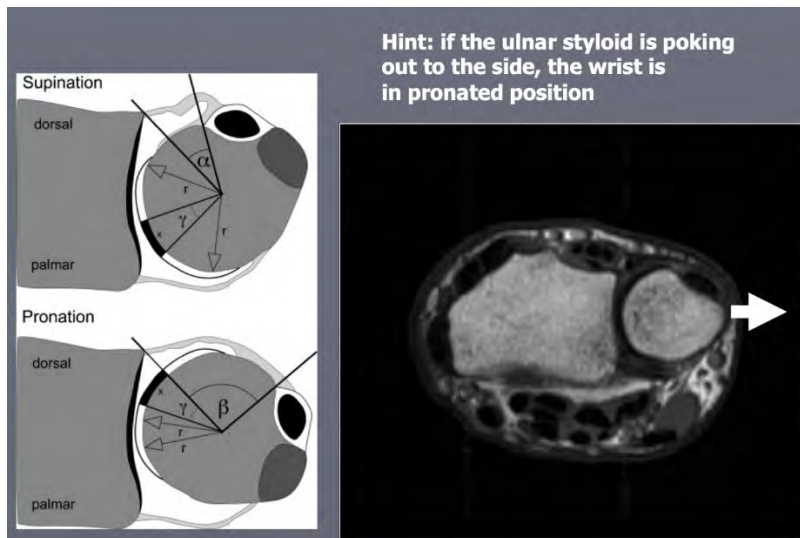 Hint: if the ulnar styloid is poking
out to the side, the wrist is
in pronated position
Supination
dorsal
α
r
γ
x
r
palmar
Pronation
dorsal
x
γ
β
r
r
palmar